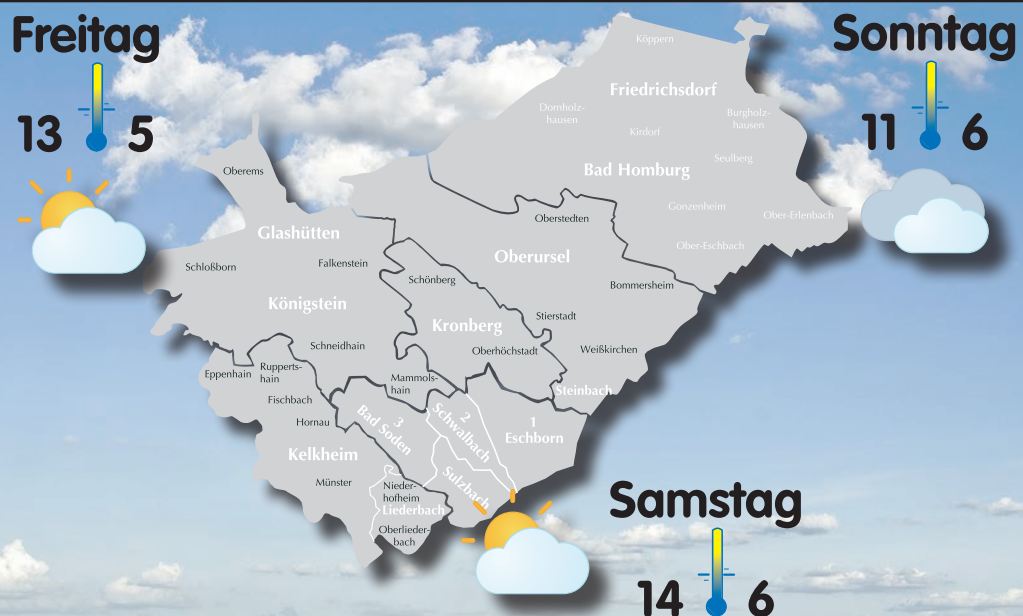 Freitag
13 5
Sonntag
11 6
Köppern
Friedrichsdorf
Dornholz-
hausen
Burgholz-
hausen
Kirdorf
Seulberg
Bad Homburg
Oberems
Gonzenheim
Ober-Erlenbach
Oberstedten
Glashütten
Ober-Eschbach
Oberursel
Schloßborn
Falkenstein
Schönberg
Bommersheim
Königstein
Stierstadt
Kronberg
Schneidhain
Oberhöchstadt
Weißkirchen
Eppenhain
Rupperts-
hain
Mammols-
hain
Steinbach
Fischbach
Hornau
3
Bad Soden
2
Schwalbach
1
Eschborn
Kelkheim
Münster
Sulzbach
Nieder-
hofheim
Liederbach
Oberlieder-
bach
Samstag
14 6